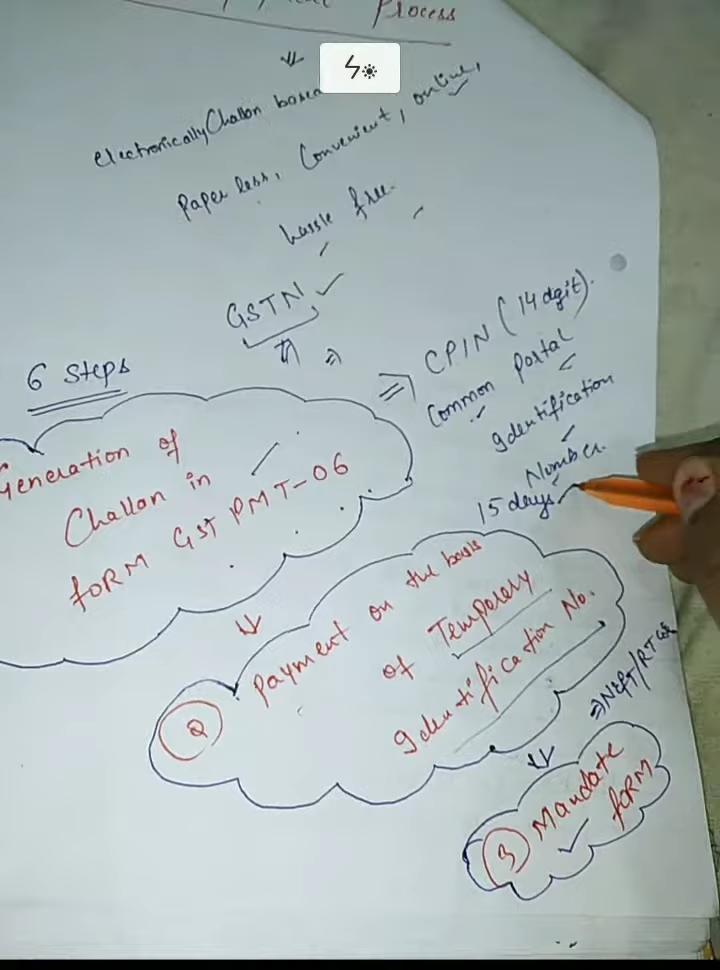 Process
electronically Challan based
Paper less, Convenient, online,
hassle free.
GSTN
6 Steps
Generation of
Challan in
FORM GST PMT-06
CPIN (14 dgit).
Common Portal
Identification
Number.
15 days
2 Payment on the basis
of Temporary
Identification No.
NEFT/RTGS
3 Mandate
FORM